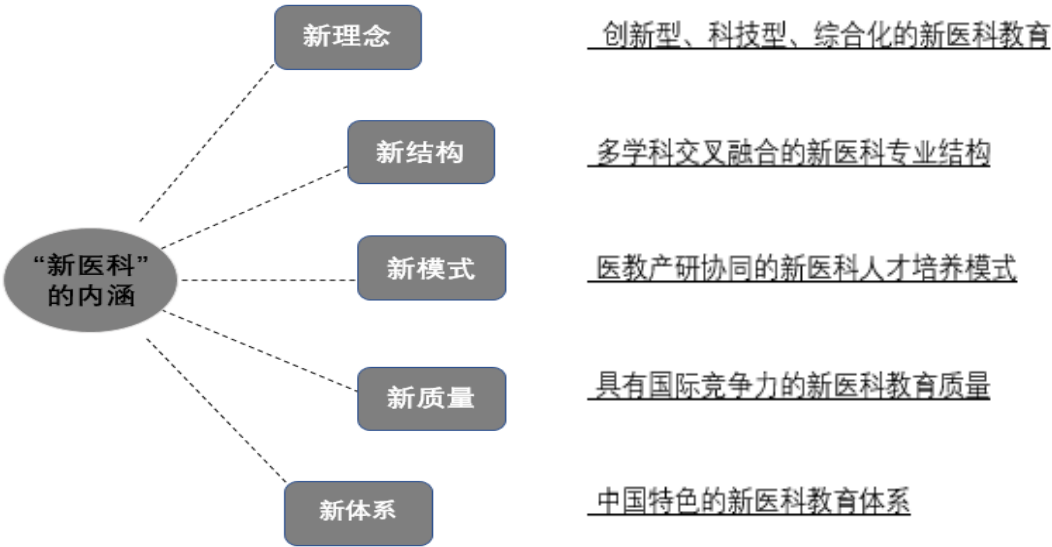 新理念
创新型、科技型、综合化的新医科教育
新结构
多学科交叉融合的新医科专业结构
“新医科”
的内涵
新模式
医教产研协同的新医科人才培养模式
新质量
具有国际竞争力的新医科教育质量
新体系
中国特色的新医科教育体系